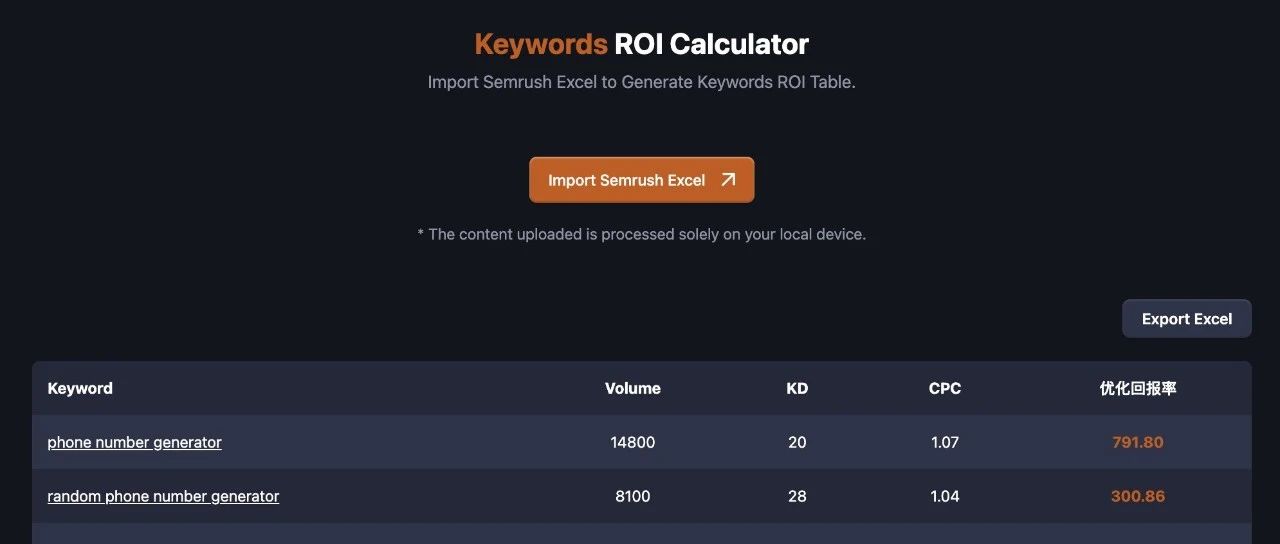 Keywords ROI Calculator
Import Semrush Excel to Generate Keywords ROI Table.
Import Semrush Excel
* The content uploaded is processed solely on your local device.
Export Excel
Keyword Volume KD CPC 优化回报率
phone number generator 14800 20 1.07 791.80
random phone number generator 8100 28 1.04 300.86